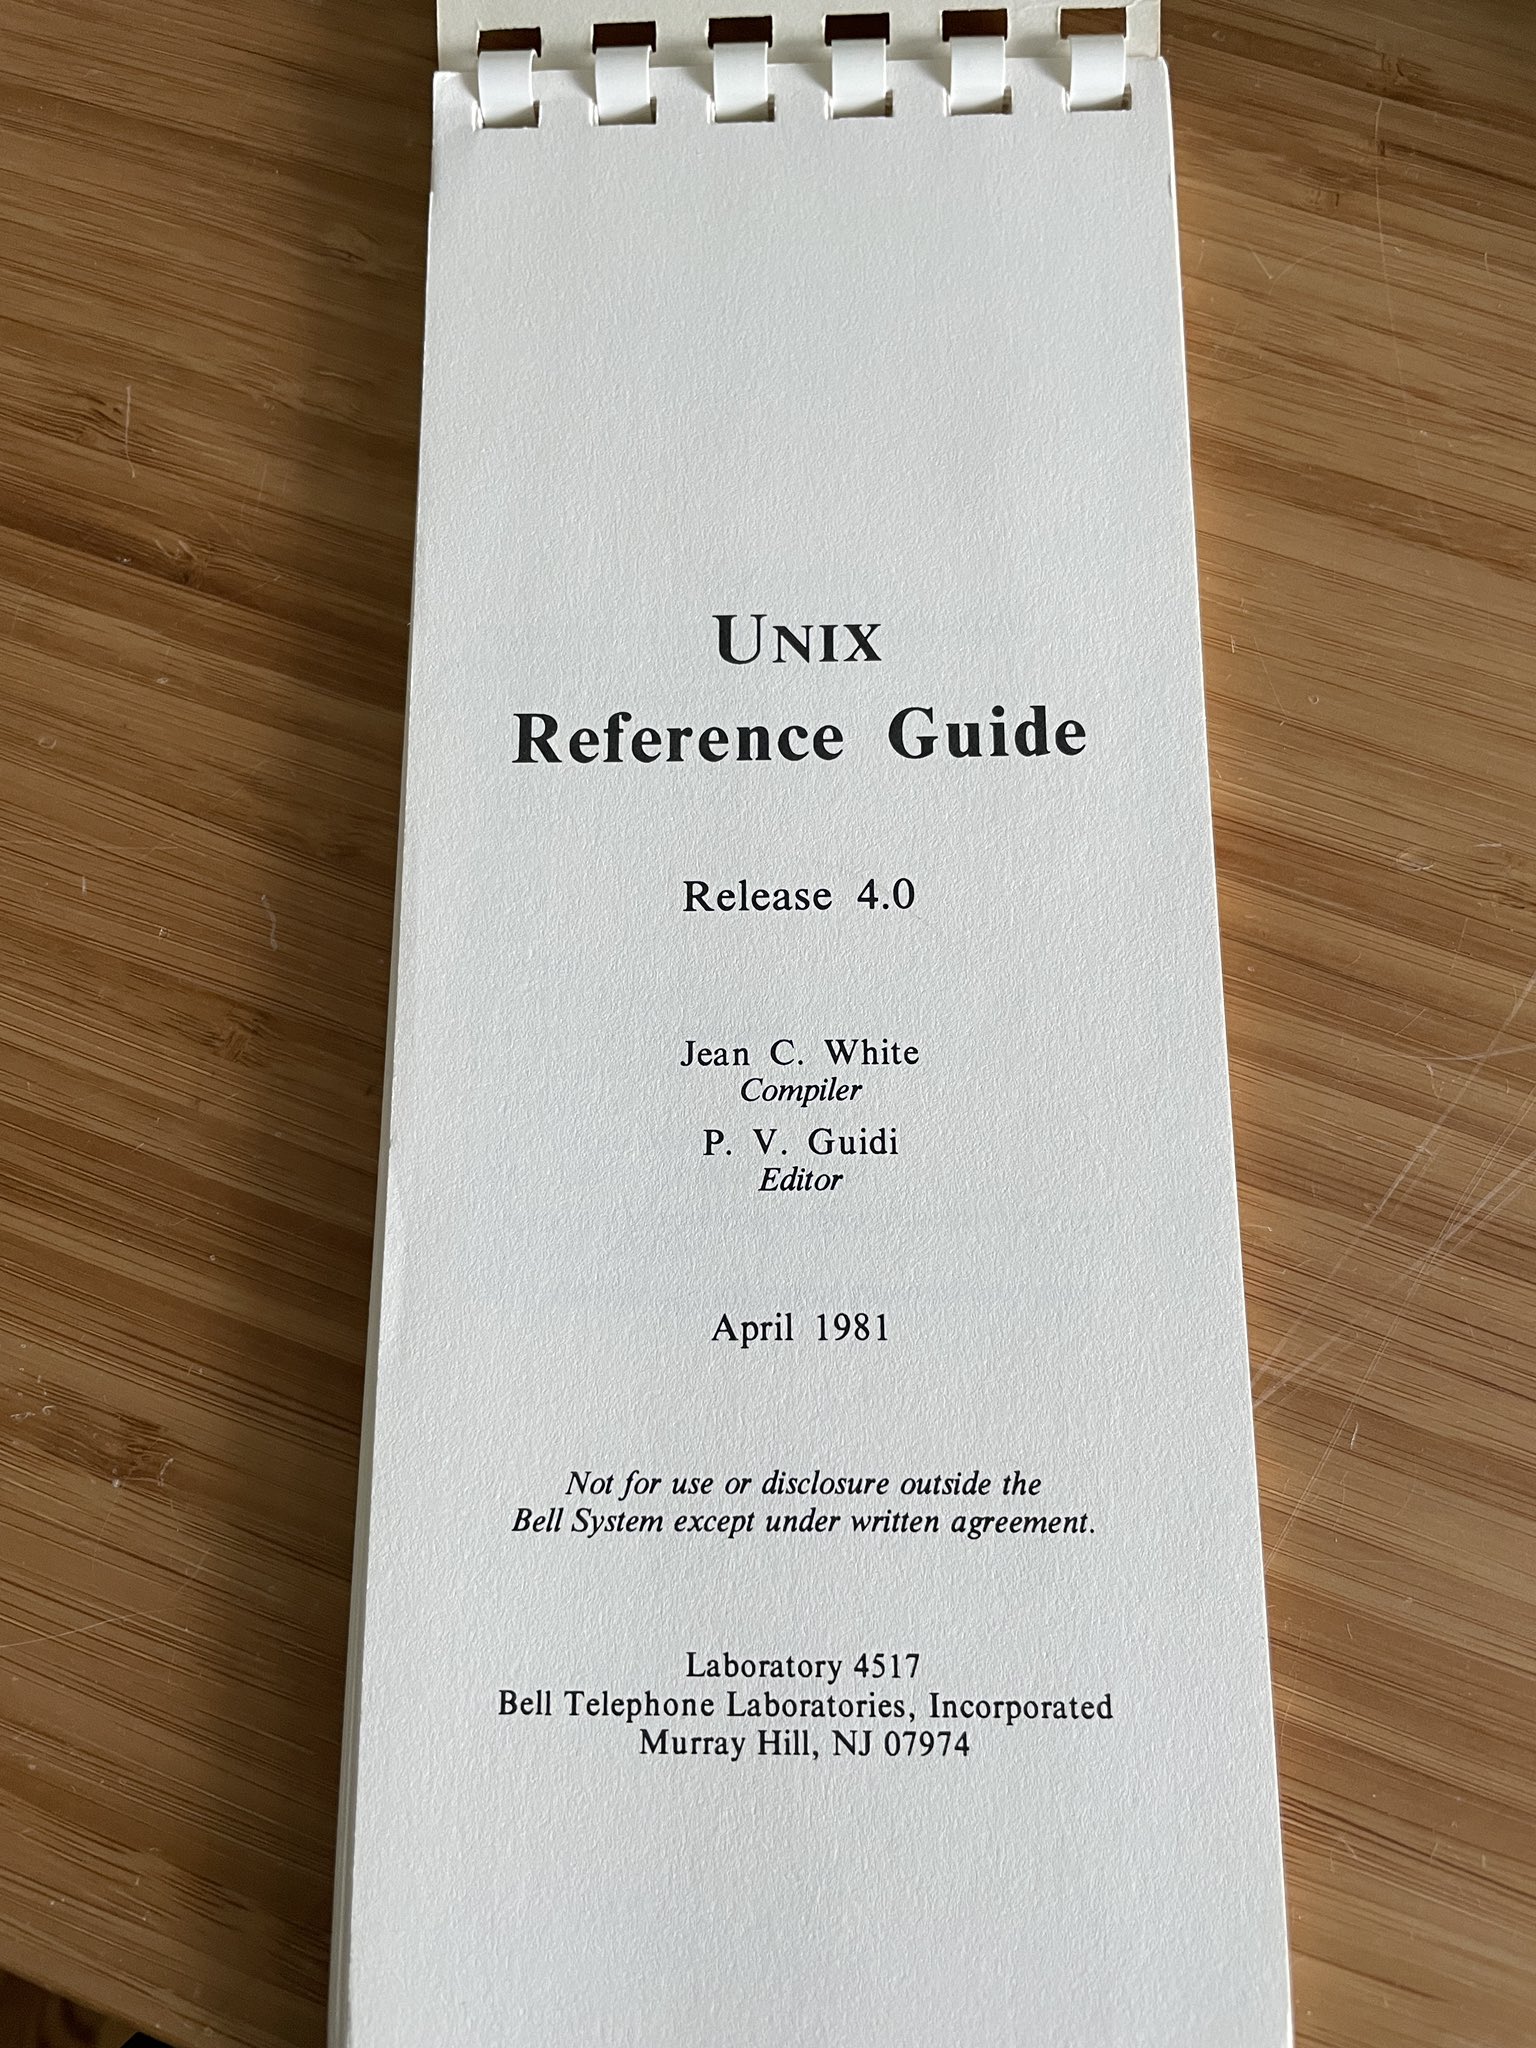 UNIX
Reference Guide
Release 4.0
Jean C. White
Compiler
P. V. Guidi
Editor
April 1981
Not for use or disclosure outside the
Bell System except under written agreement.
Laboratory 4517
Bell Telephone Laboratories, Incorporated
Murray Hill, NJ 07974